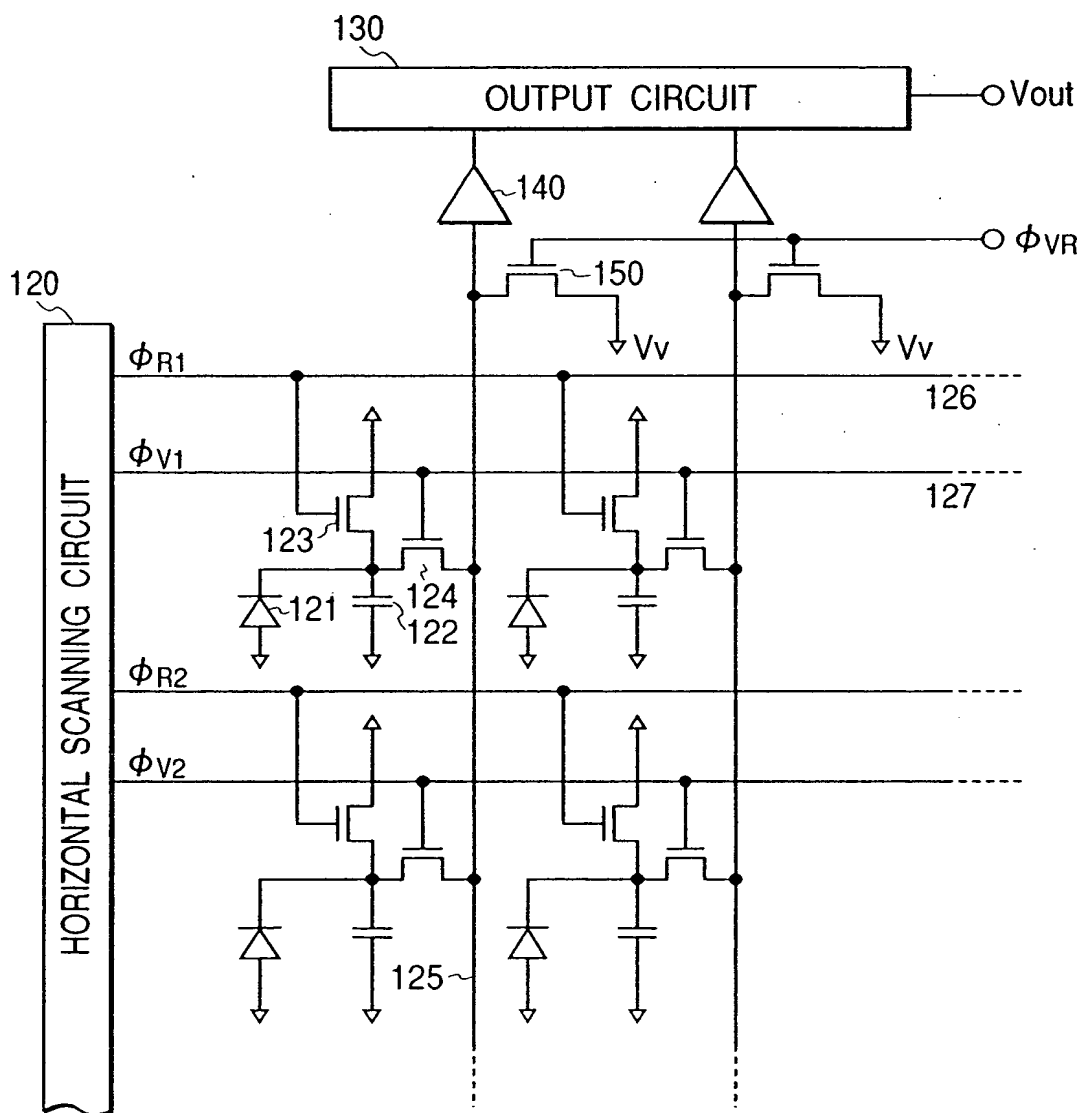 130
OUTPUT CIRCUIT
Vout
140
ϕVR
150
120
Vv
Vv
ϕR1
126
ϕV1
127
123
124
121
122
ϕR2
ϕV2
HORIZONTAL SCANNING CIRCUIT
125